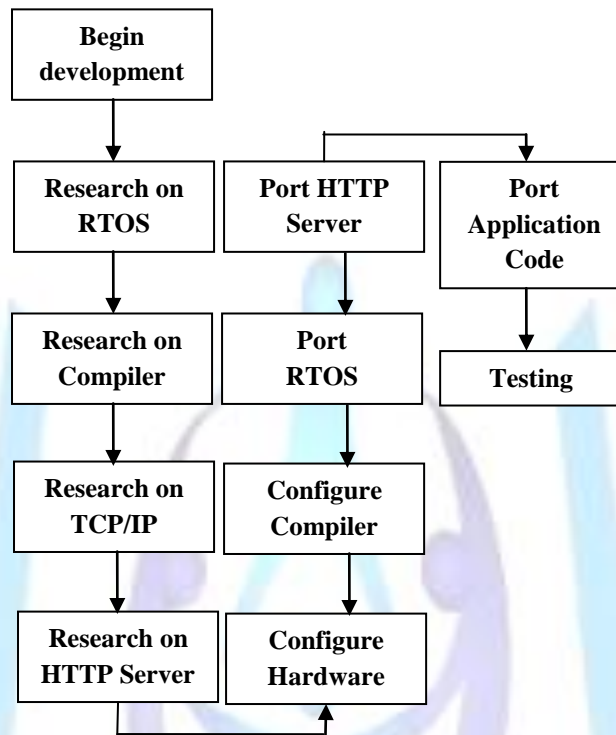 Begin
development
Research on
RTOS
Research on
Compiler
Research on
TCP/IP
Research on
HTTP Server
Port HTTP
Server
Port
RTOS
Configure
Compiler
Configure
Hardware
Port
Application
Code
Testing